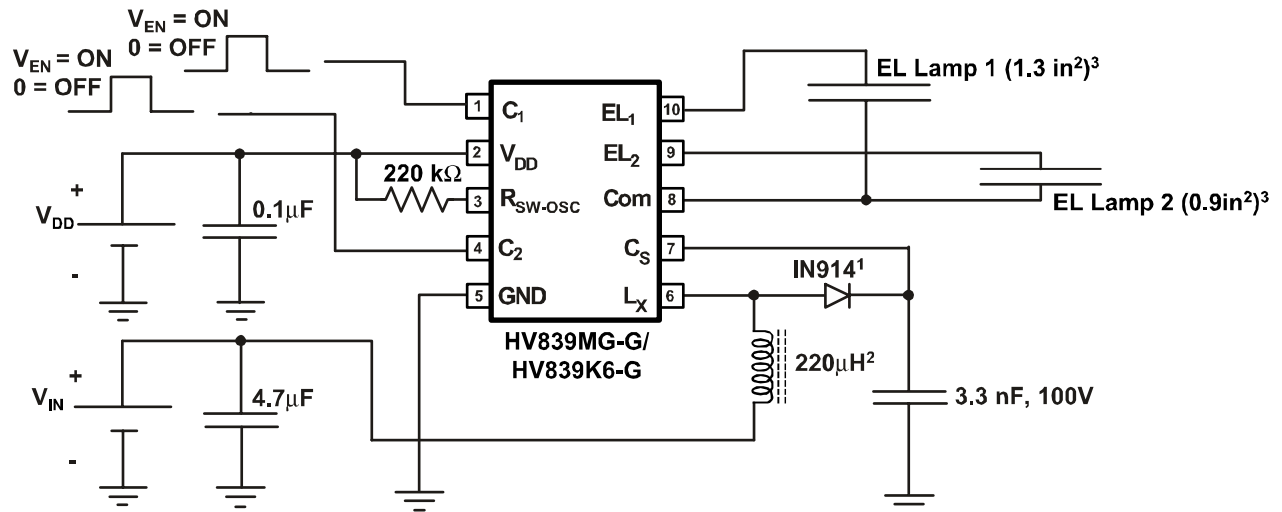 V_EN = ON
0 = OFF
V_EN = ON
0 = OFF
EL Lamp 1 (1.3 in²)³
1 C₁
EL₁ 10
2 V_DD
EL₂ 9
220 kΩ
3 R_SW-OSC
Com 8
EL Lamp 2 (0.9in²)³
+
V_DD
-
0.1µF
4 C₂
C_S 7
IN914¹
5 GND
L_X 6
HV839MG-G/
HV839K6-G
220µH²
3.3 nF, 100V
+
V_IN
-
4.7µF